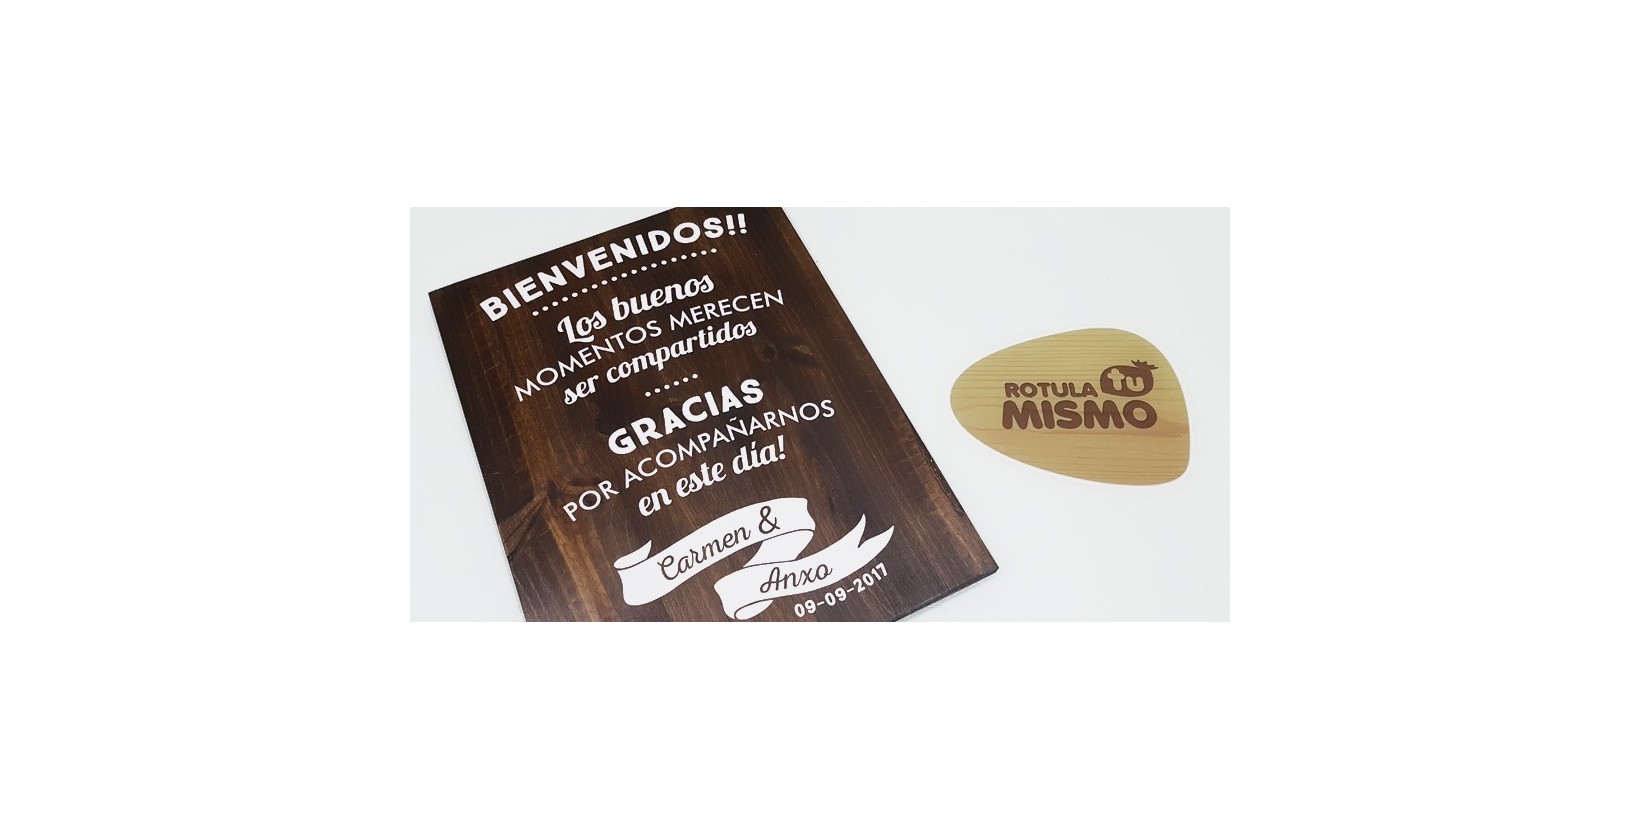 BIENVENIDOS!!
Los buenos
MOMENTOS MERECEN
ser compartidos
GRACIAS
POR ACOMPAÑARNOS
en este día!
Carmen &
Anxo
09-09-2017
ROTULA tu
MISMO